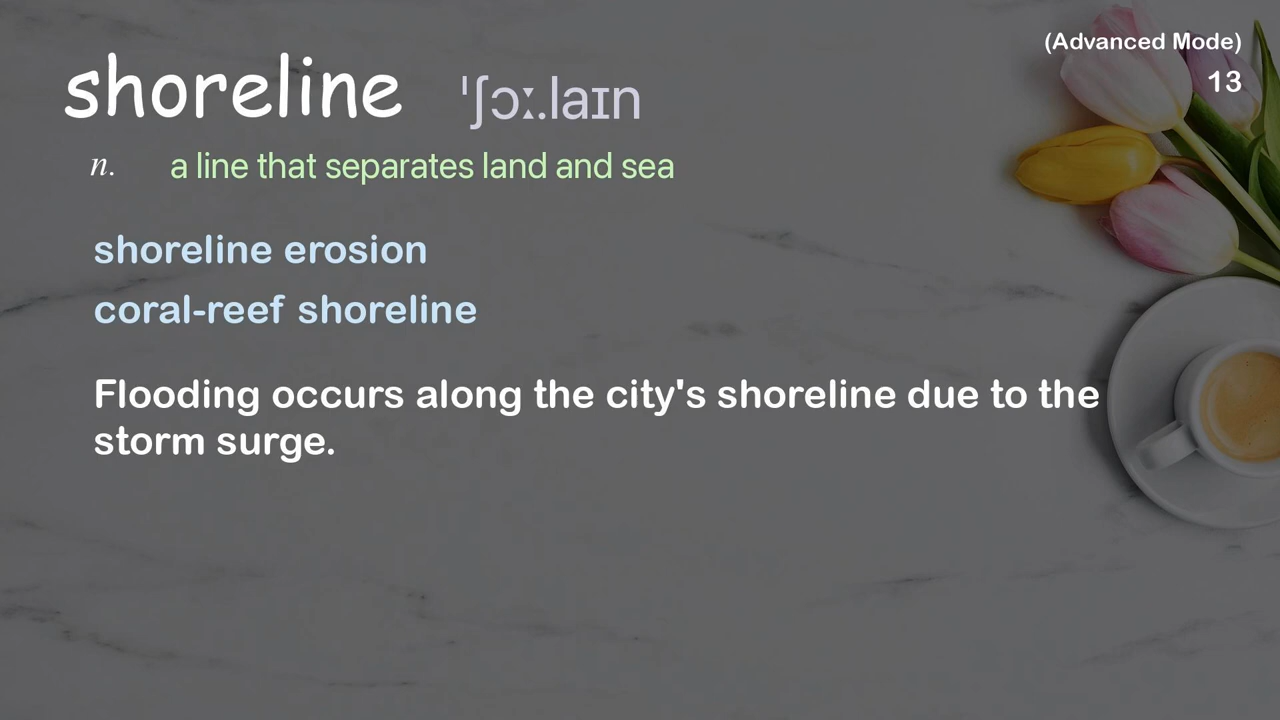 (Advanced Mode)
13
shoreline ˈʃɔː.laɪn
n. a line that separates land and sea
shoreline erosion
coral-reef shoreline
Flooding occurs along the city's shoreline due to the
storm surge.